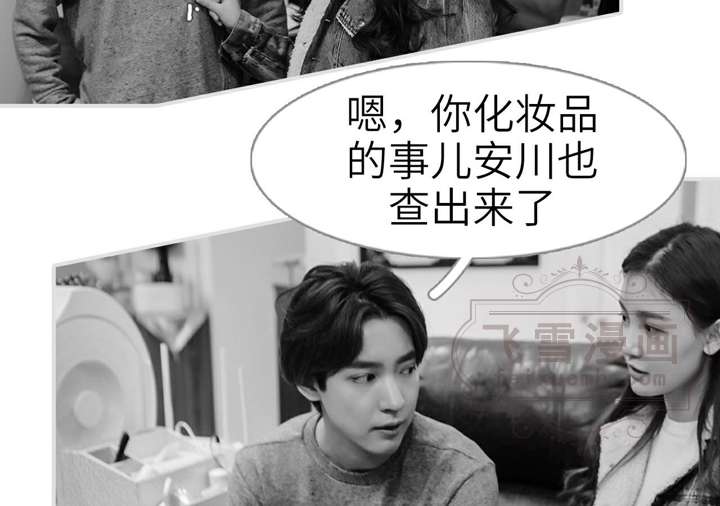 嗯，你化妆品
的事儿安川也
查出来了
飞雪漫画